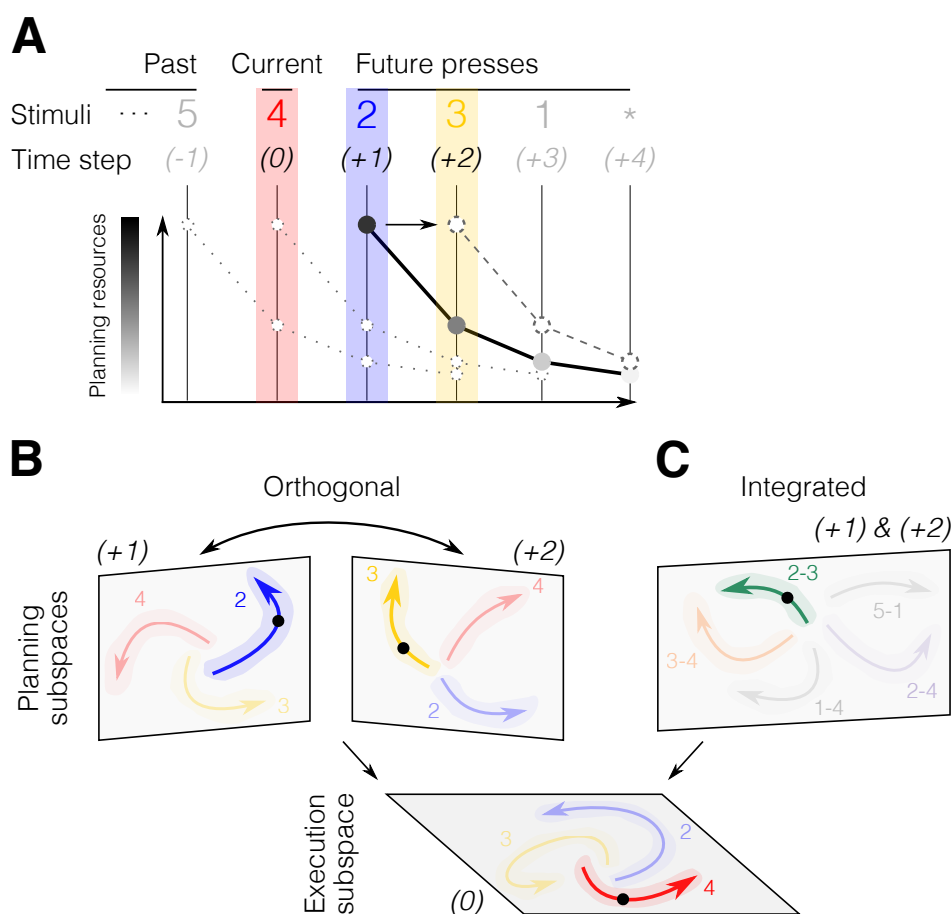 A
Past Current Future presses
Stimuli ... 5 4 2 3 1 *
Time step (-1) (0) (+1) (+2) (+3) (+4)
Planning resources
B
C
Orthogonal
Integrated
(+1) (+2)
(+1) & (+2)
Planning
subspaces
4 2 3
3 4 2
2-3
5-1
3-4
2-4
1-4
Execution
subspace
3 2 4
(0)